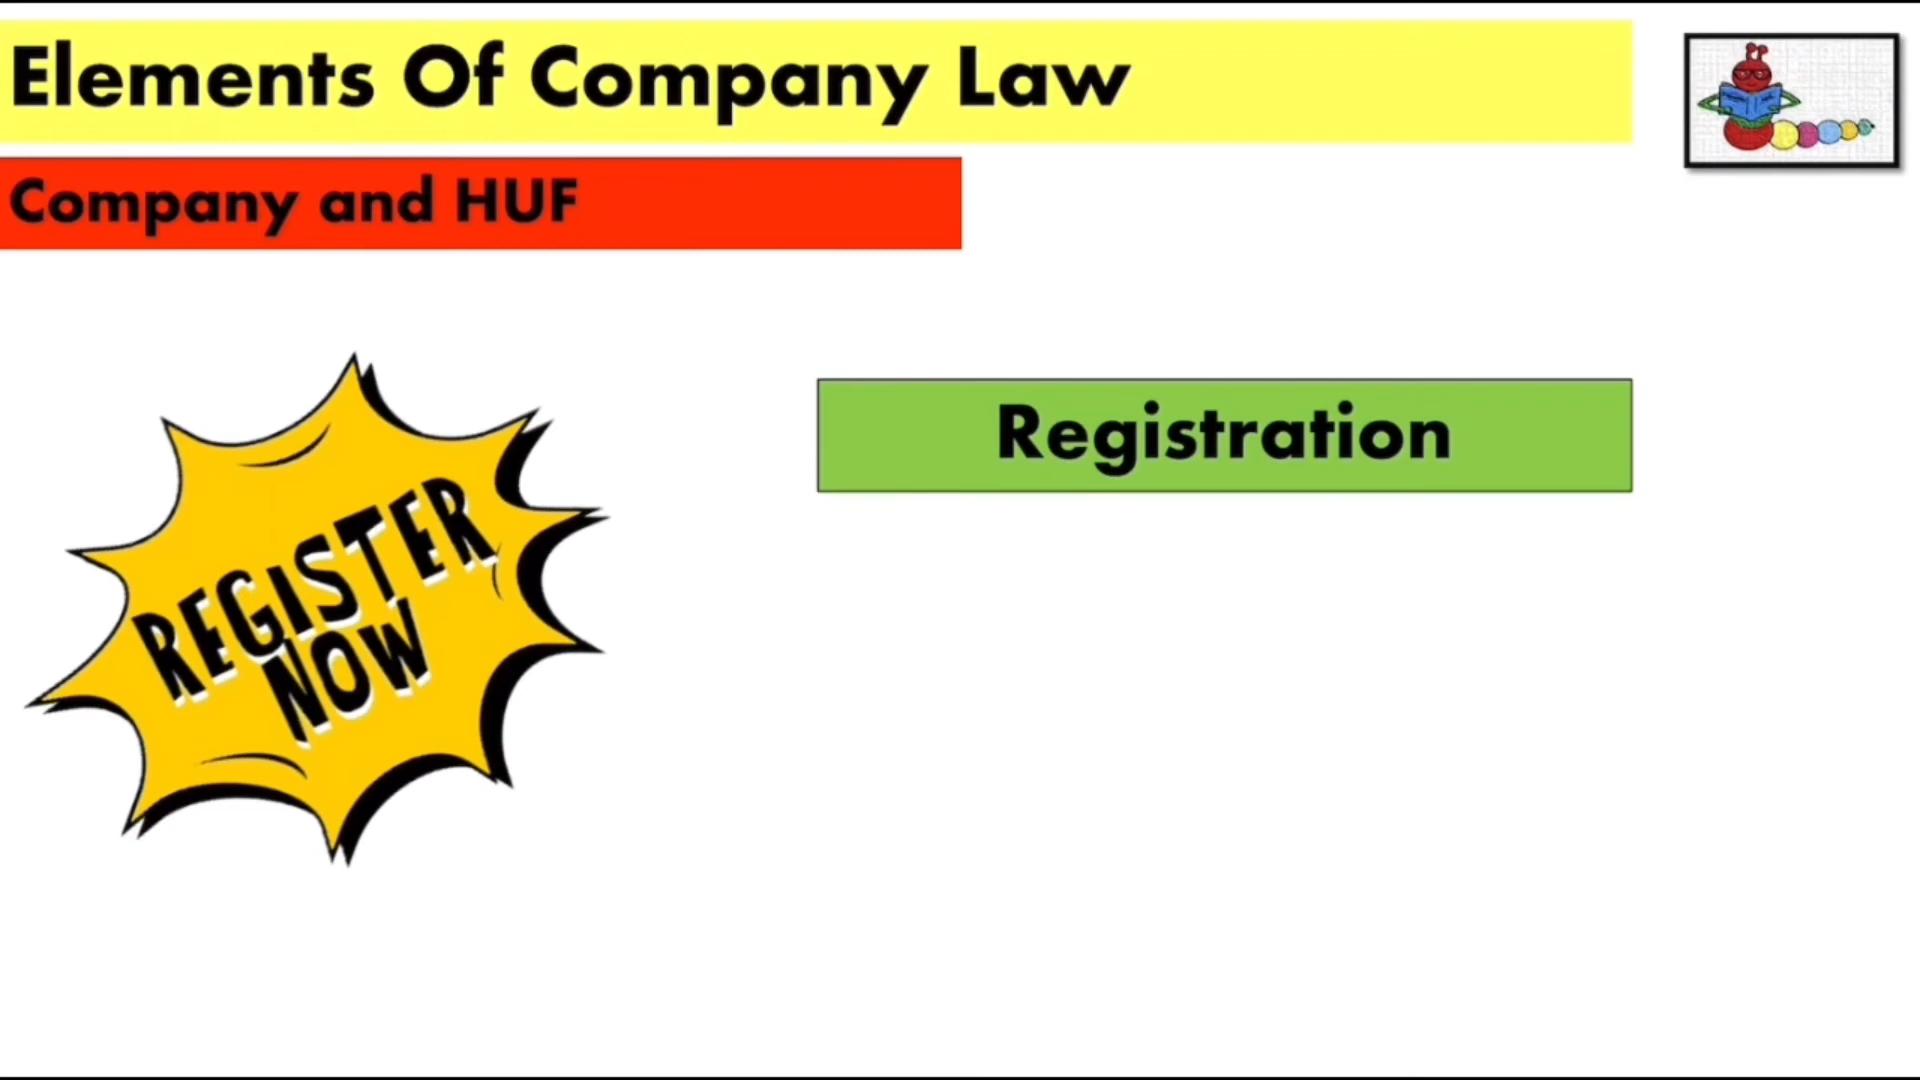 Elements Of Company Law
Company and HUF
Registration
REGISTER
NOW